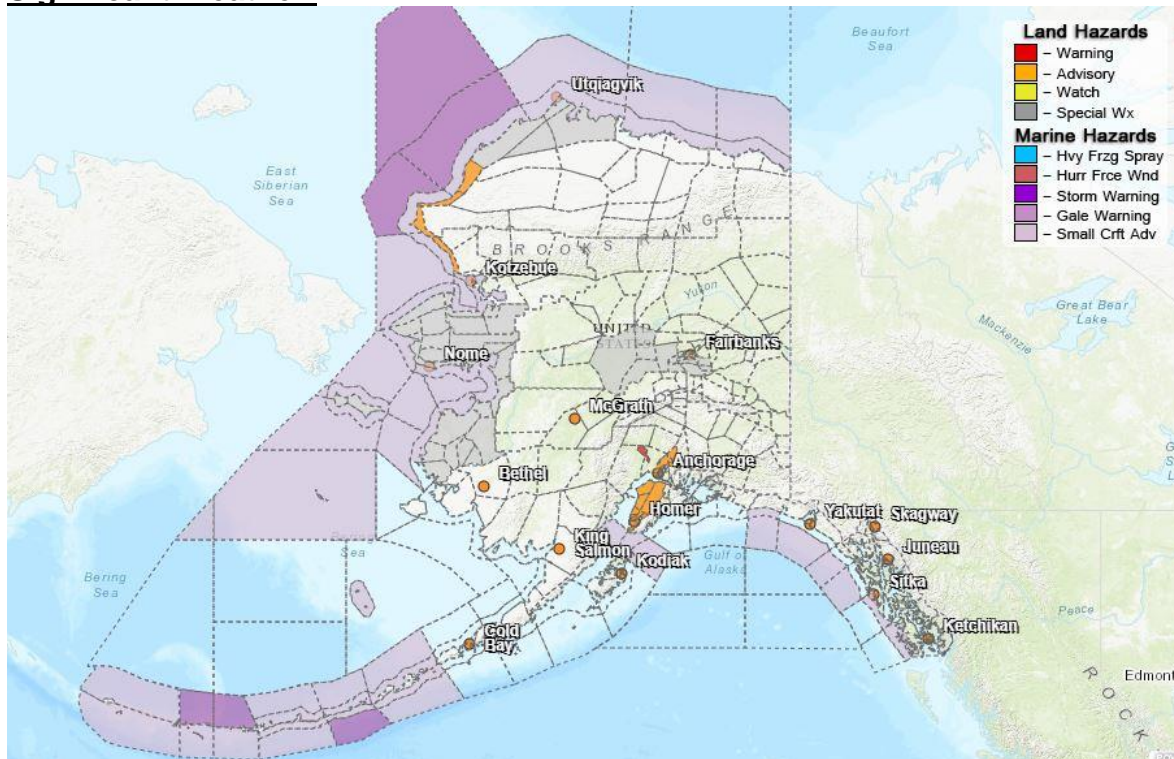 Land Hazards
– Warning
– Advisory
– Watch
– Special Wx
Marine Hazards
– Hvy Frzg Spray
– Hurr Frce Wnd
– Storm Warning
– Gale Warning
– Small Crft Adv
Beaufort
Sea
Utqiagvik
East
Siberian
Sea
BROOKS RANGE
Kotzebue
Yukon
Great Bear
Lake
Mackenzie
UNITED
STATES
Fairbanks
Nome
McGrath
Anchorage
Bethel
Homer
Yakutat
Skagway
King
Salmon
Kodiak
Gulf of
Alaska
Juneau
Sea
Bering
Sea
Sitka
Peace
Ketchikan
Cold
Bay
Edmont
ROCK